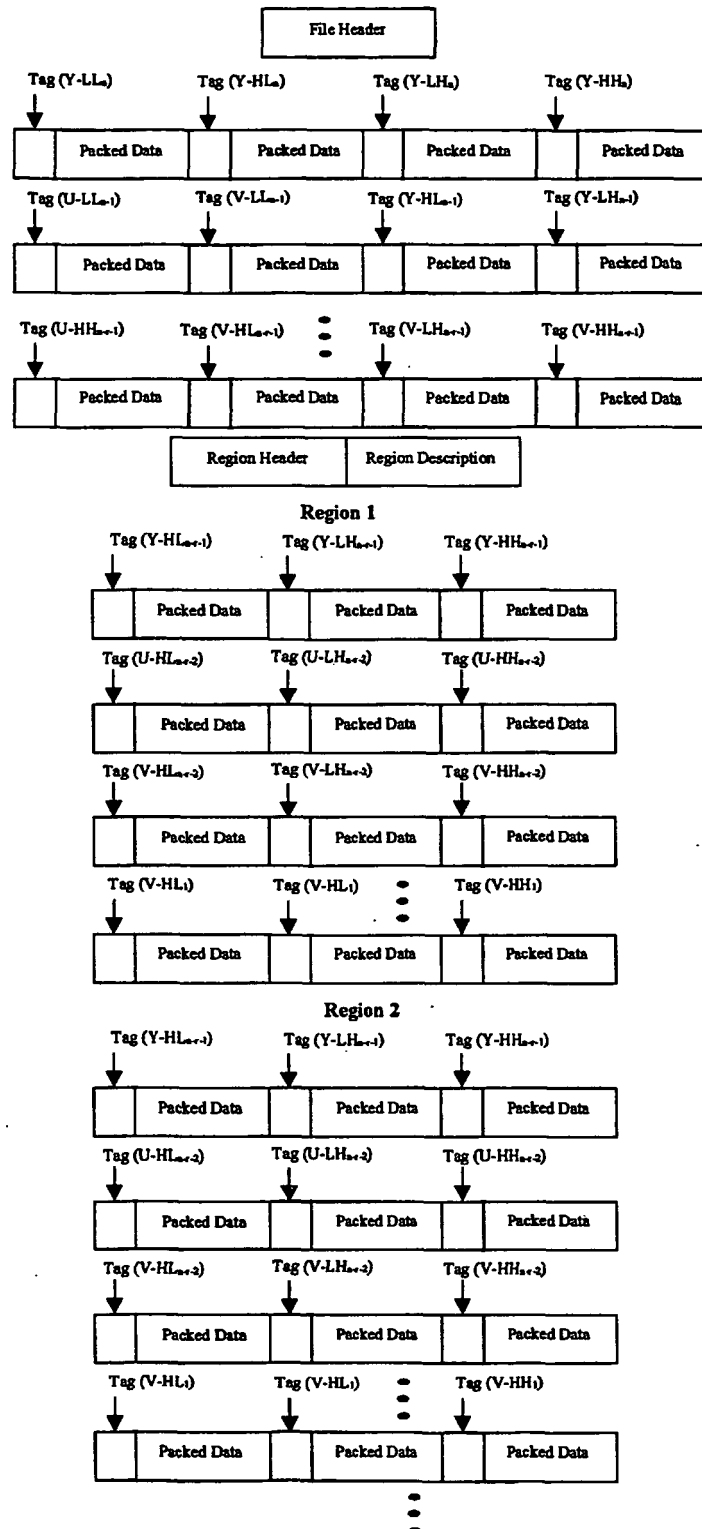 File Header
Tag (Y-LLₙ) Tag (Y-HLₙ) Tag (Y-LHₙ) Tag (Y-HHₙ)
Packed Data Packed Data Packed Data Packed Data
Tag (U-LLₙ₋₁) Tag (V-LLₙ₋₁) Tag (Y-HLₙ₋₁) Tag (Y-LHₙ₋₁)
Packed Data Packed Data Packed Data Packed Data
Tag (U-HHₙ₋ᵣ₋₁) Tag (V-HLₙ₋ᵣ₋₁) Tag (V-LHₙ₋ᵣ₋₁) Tag (V-HHₙ₋ᵣ₋₁)
Packed Data Packed Data Packed Data Packed Data
Region Header Region Description
Region 1
Tag (Y-HLₙ₋ᵣ₋₁) Tag (Y-LHₙ₋ᵣ₋₁) Tag (Y-HHₙ₋ᵣ₋₁)
Packed Data Packed Data Packed Data
Tag (U-HLₙ₋ᵣ₋₂) Tag (U-LHₙ₋ᵣ₋₂) Tag (U-HHₙ₋ᵣ₋₂)
Packed Data Packed Data Packed Data
Tag (V-HLₙ₋ᵣ₋₂) Tag (V-LHₙ₋ᵣ₋₂) Tag (V-HHₙ₋ᵣ₋₂)
Packed Data Packed Data Packed Data
Tag (V-HL₁) Tag (V-HL₁) Tag (V-HH₁)
Packed Data Packed Data Packed Data
Region 2
Tag (Y-HLₙ₋ᵣ₋₁) Tag (Y-LHₙ₋ᵣ₋₁) Tag (Y-HHₙ₋ᵣ₋₁)
Packed Data Packed Data Packed Data
Tag (U-HLₙ₋ᵣ₋₂) Tag (U-LHₙ₋ᵣ₋₂) Tag (U-HHₙ₋ᵣ₋₂)
Packed Data Packed Data Packed Data
Tag (V-HLₙ₋ᵣ₋₂) Tag (V-LHₙ₋ᵣ₋₂) Tag (V-HHₙ₋ᵣ₋₂)
Packed Data Packed Data Packed Data
Tag (V-HL₁) Tag (V-HL₁) Tag (V-HH₁)
Packed Data Packed Data Packed Data